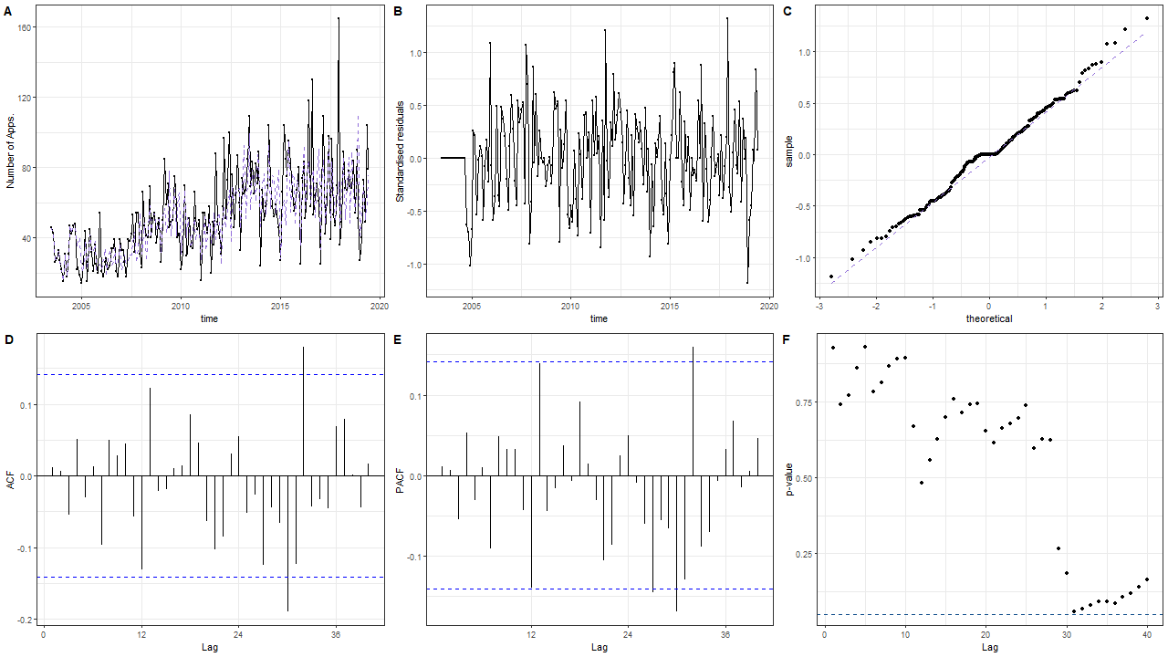 A
Number of Apps.
160
120
80
40
2005
2010
2015
2020
time
B
Standardised residuals
1.0
0.5
0.0
-0.5
-1.0
2005
2010
2015
2020
time
C
sample
1.0
0.5
0.0
-0.5
-1.0
-3
-2
-1
0
1
2
3
theoretical
D
ACF
0.1
0.0
-0.1
-0.2
0
12
24
36
Lag
E
PACF
0.1
0.0
-0.1
12
24
36
Lag
F
p-value
0.75
0.50
0.25
0
10
20
30
40
Lag